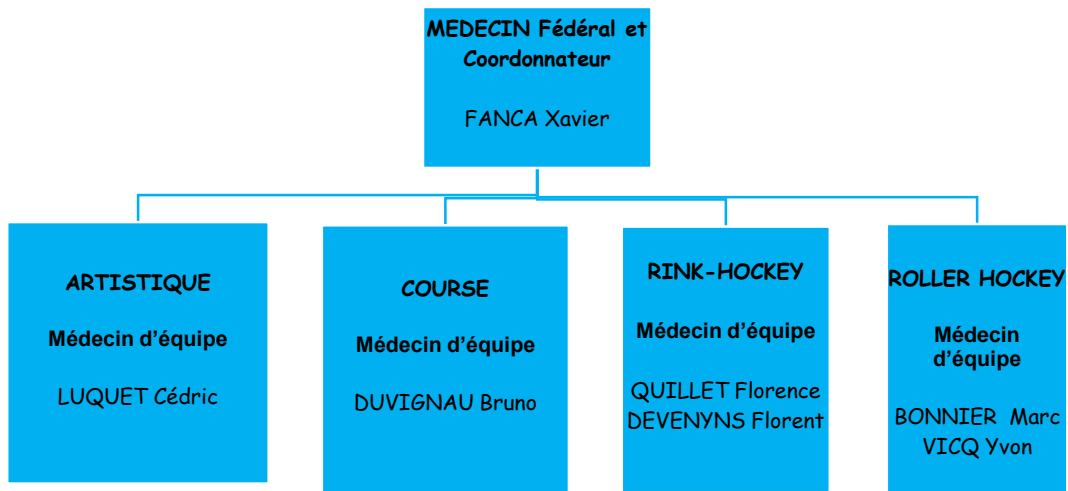 MEDECIN Fédéral et
Coordonnateur
FANCA Xavier
ARTISTIQUE
Médecin d’équipe
LUQUET Cédric
COURSE
Médecin d’équipe
DUVIGNAU Bruno
RINK-HOCKEY
Médecin d’équipe
QUILLET Florence
DEVENYNS Florent
ROLLER HOCKEY
Médecin
d’équipe
BONNIER Marc
VICQ Yvon